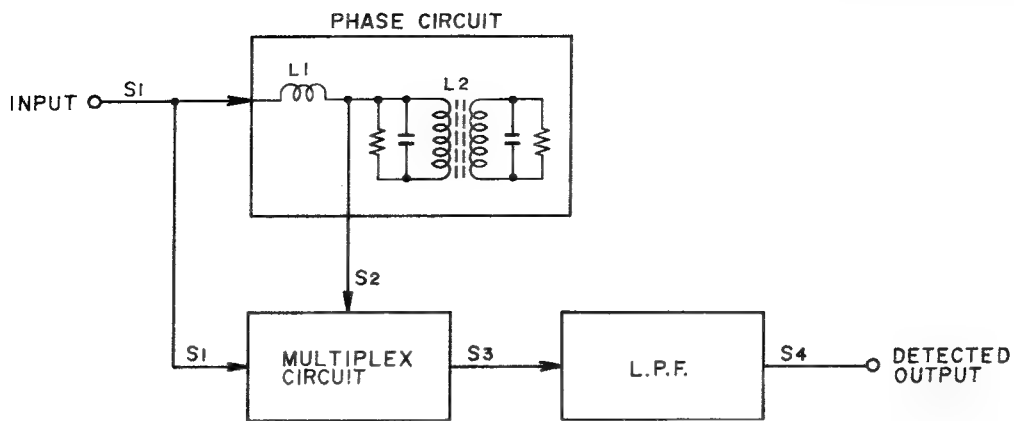 PHASE CIRCUIT
L1
L2
INPUT
S1
S2
S1
MULTIPLEX
CIRCUIT
S3
L.P.F.
S4
DETECTED
OUTPUT